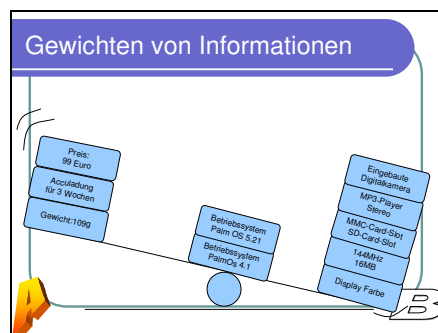 Gewichten von Informationen
Preis:
99 Euro
Acculadung
für 3 Wochen
Gewicht:109g
Betriebssystem
Palm OS 5.21
Betriebssystem
PalmOs 4.1
Eingebaute
Digitalkamera
MP3-Player
Stereo
MMC-Card-Slot
SD-Card-Slot
144MHz
16MB
Display Farbe
A
B